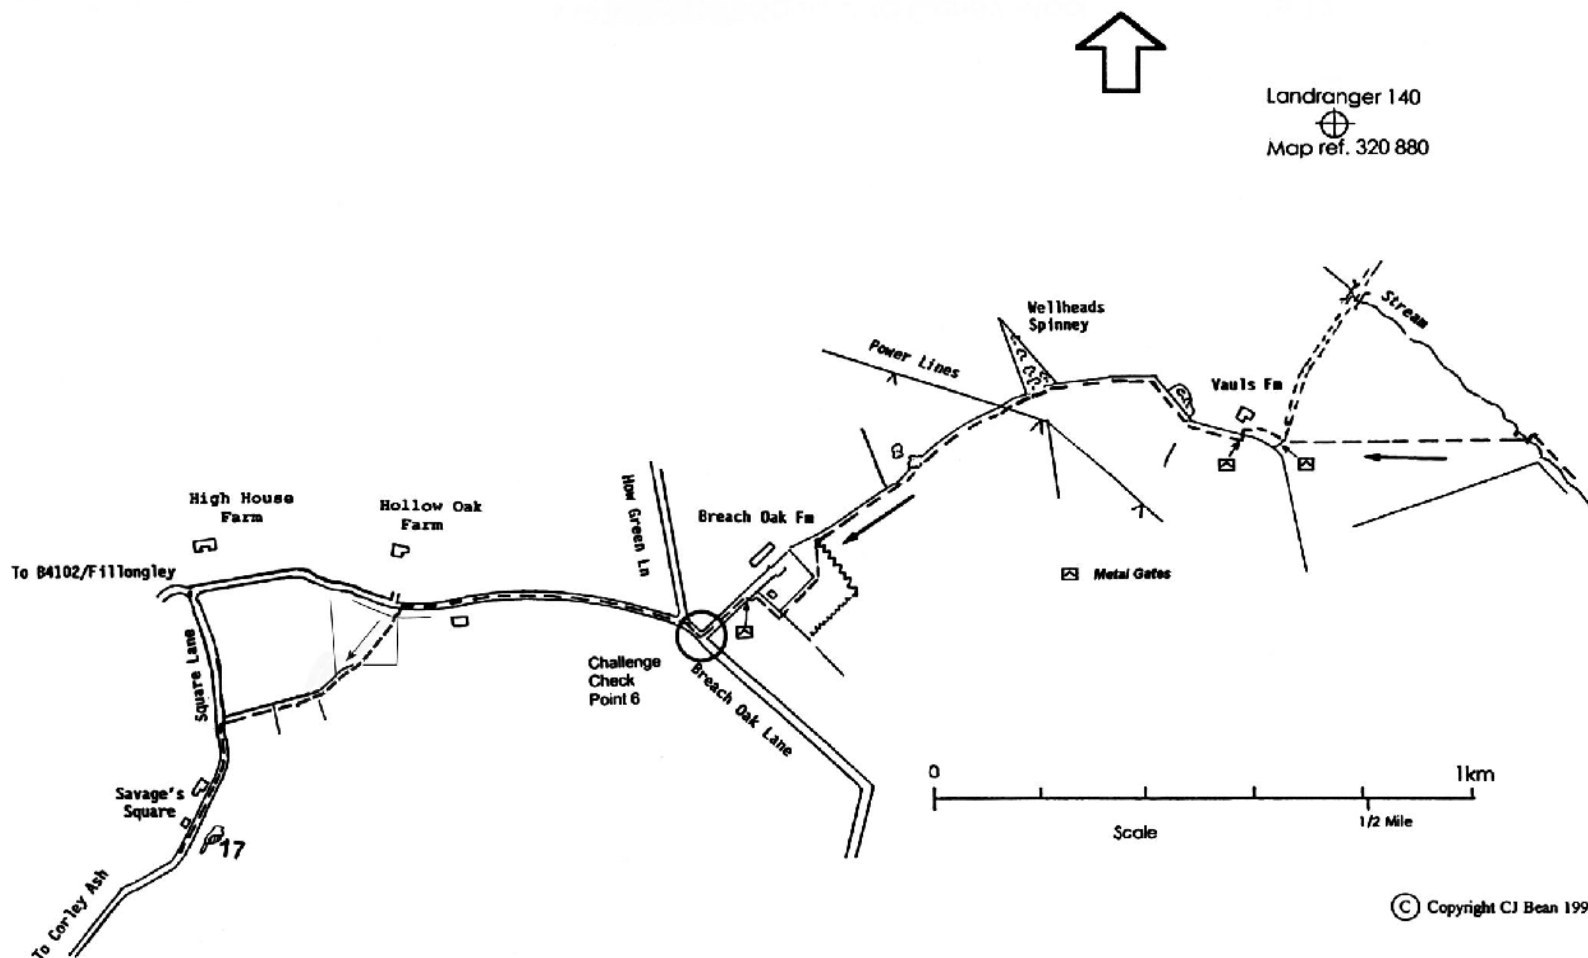 Landranger 140
Map ref. 320 880
Stream
Wellheads
Spinney
Power Lines
Vauls Fm
High House
Farm
Hollow Oak
Farm
How Green Ln
Breach Oak Fm
To B4102/Fillongley
Metal Gates
Square Lane
Challenge
Check
Point 6
Breach Oak Lane
0
1km
Savage's
Square
1/2 Mile
Scale
17
To Corley Ash
© Copyright CJ Bean 199